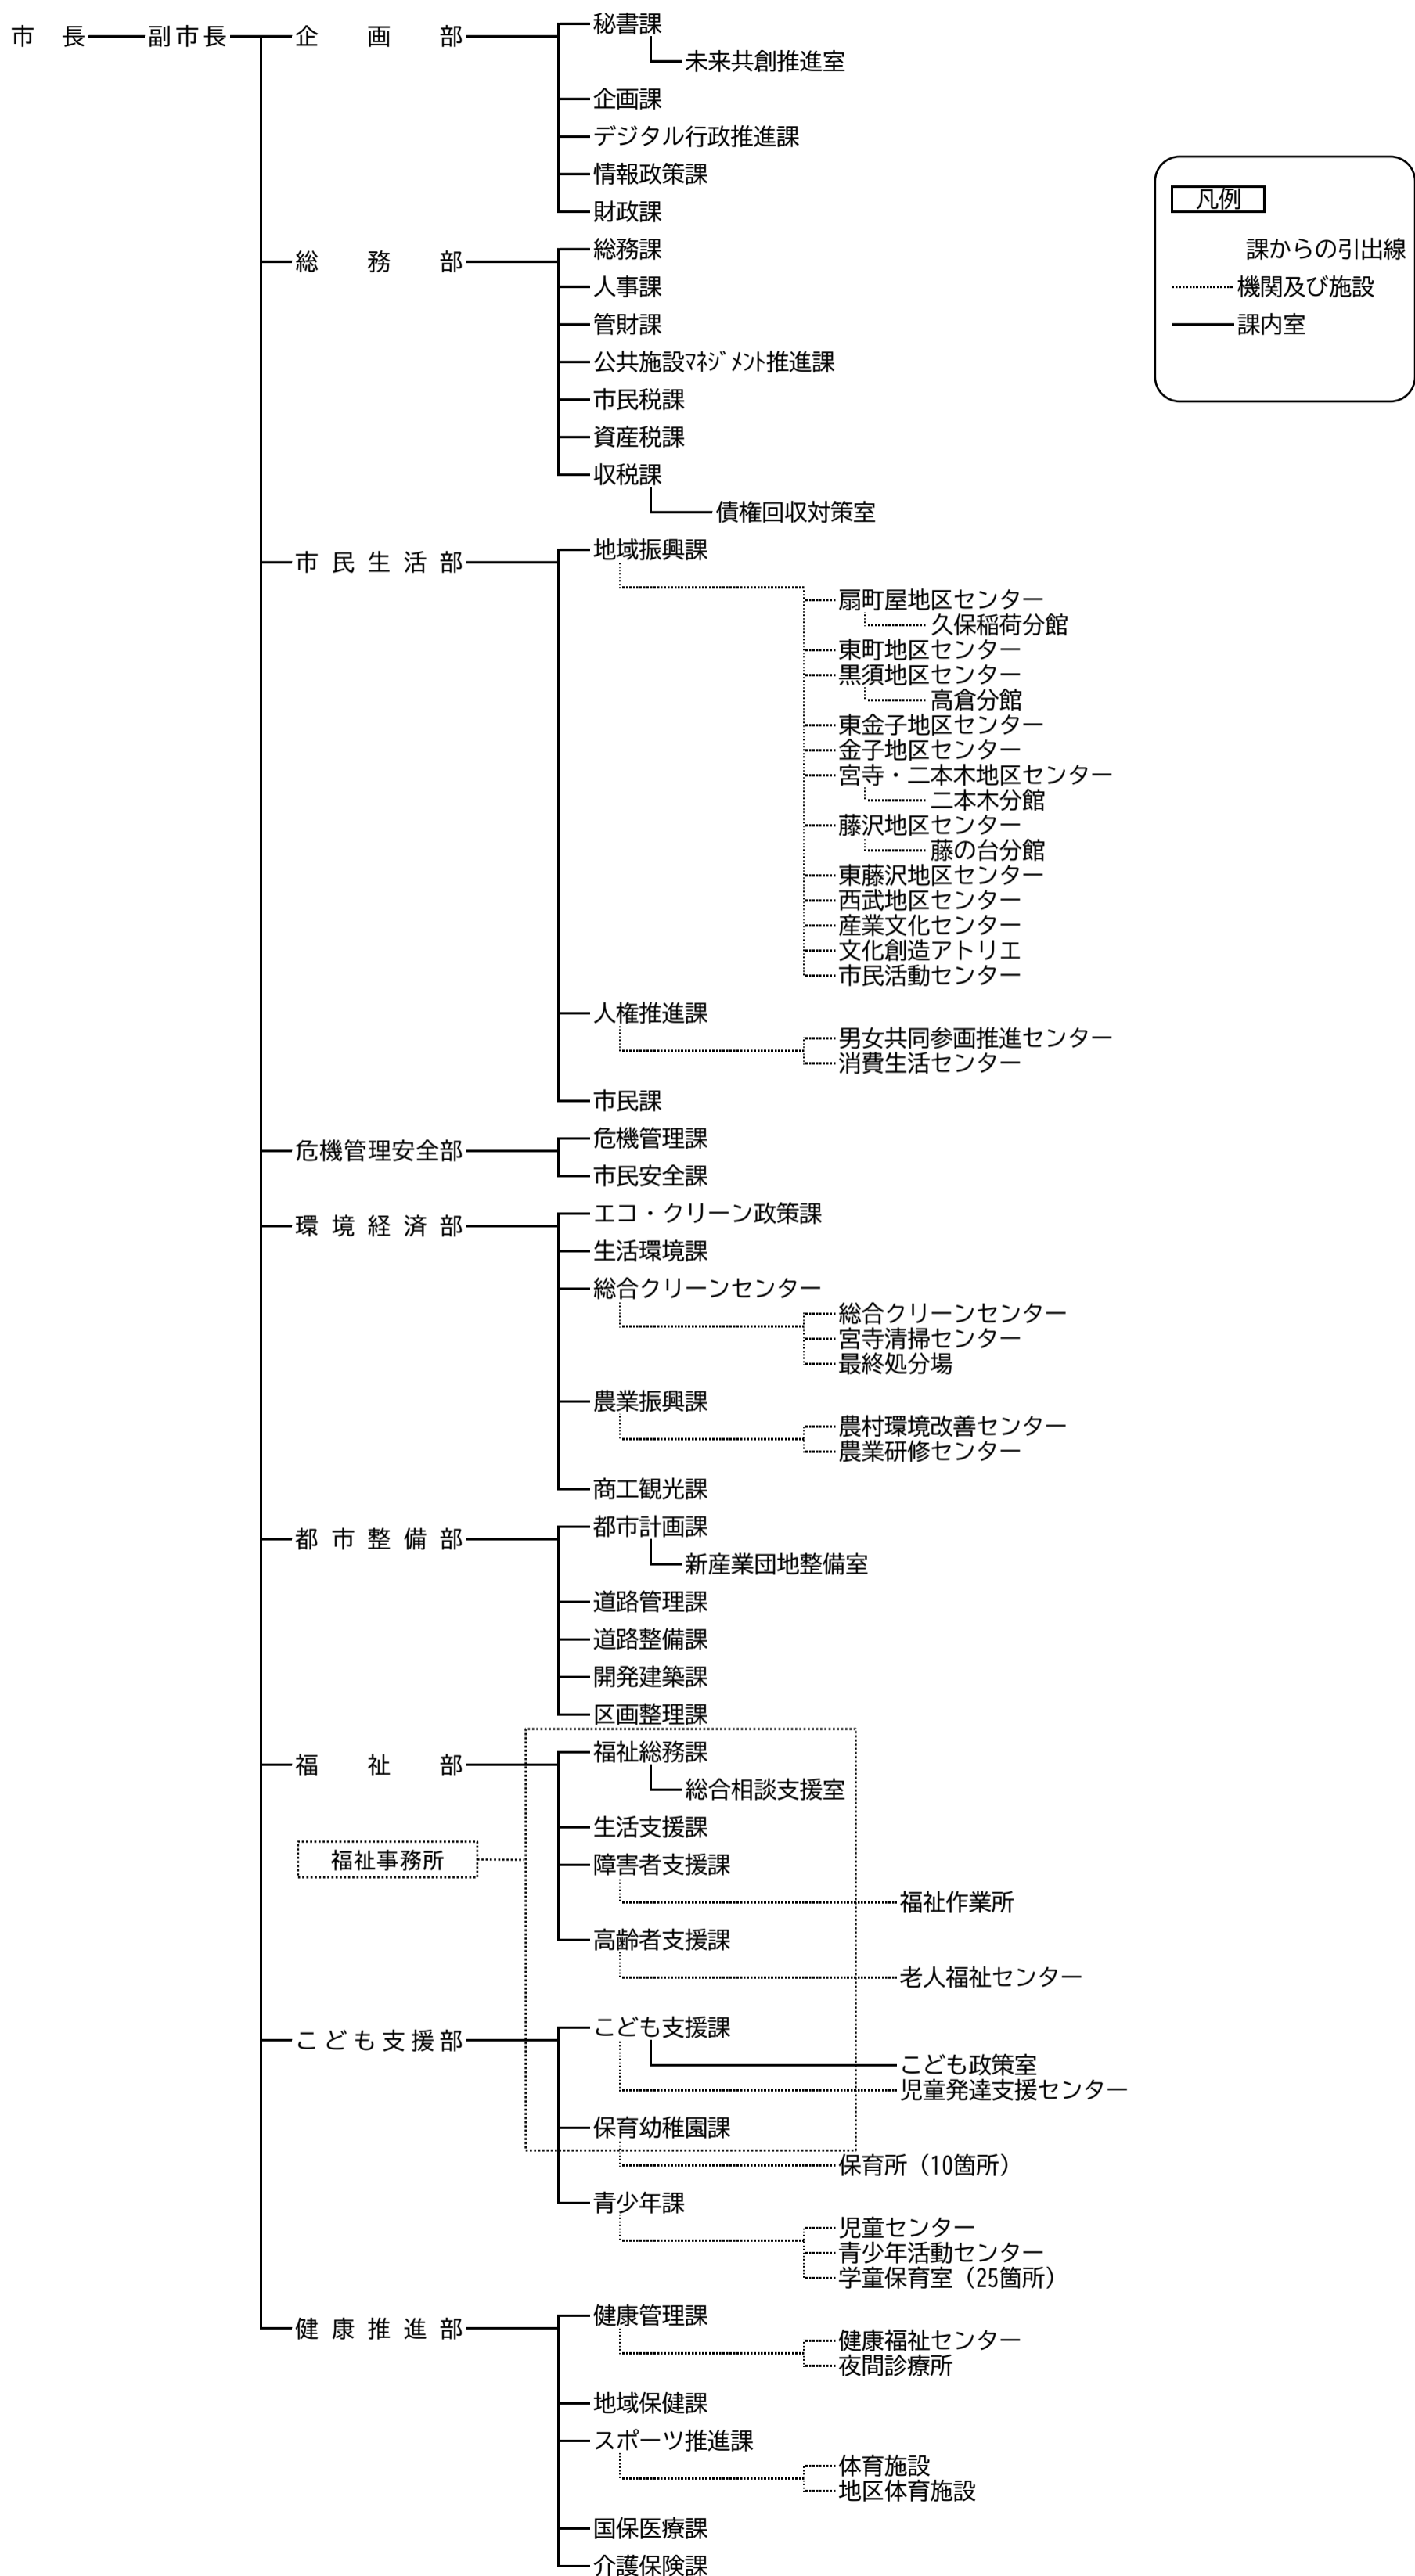 市　長 副市長 企画部 秘書課
未来共創推進室
企画課
デジタル行政推進課
情報政策課
財政課
凡例
課からの引出線
機関及び施設
課内室
総務部 総務課
人事課
管財課
公共施設ﾏﾈｼﾞﾒﾝﾄ推進課
市民税課
資産税課
収税課
債権回収対策室
市民生活部 地域振興課
扇町屋地区センター
久保稲荷分館
東町地区センター
黒須地区センター
高倉分館
東金子地区センター
金子地区センター
宮寺・二本木地区センター
二本木分館
藤沢地区センター
藤の台分館
東藤沢地区センター
西武地区センター
産業文化センター
文化創造アトリエ
市民活動センター
人権推進課
男女共同参画推進センター
消費生活センター
市民課
危機管理安全部 危機管理課
市民安全課
環境経済部 エコ・クリーン政策課
生活環境課
総合クリーンセンター
総合クリーンセンター
宮寺清掃センター
最終処分場
農業振興課
農村環境改善センター
農業研修センター
商工観光課
都市整備部 都市計画課
新産業団地整備室
道路管理課
道路整備課
開発建築課
区画整理課
福祉部 福祉総務課
総合相談支援室
生活支援課
福祉事務所 障害者支援課
福祉作業所
高齢者支援課
老人福祉センター
こども支援部 こども支援課
こども政策室
児童発達支援センター
保育幼稚園課
保育所（10箇所）
青少年課
児童センター
青少年活動センター
学童保育室（25箇所）
健康推進部 健康管理課
健康福祉センター
夜間診療所
地域保健課
スポーツ推進課
体育施設
地区体育施設
国保医療課
介護保険課